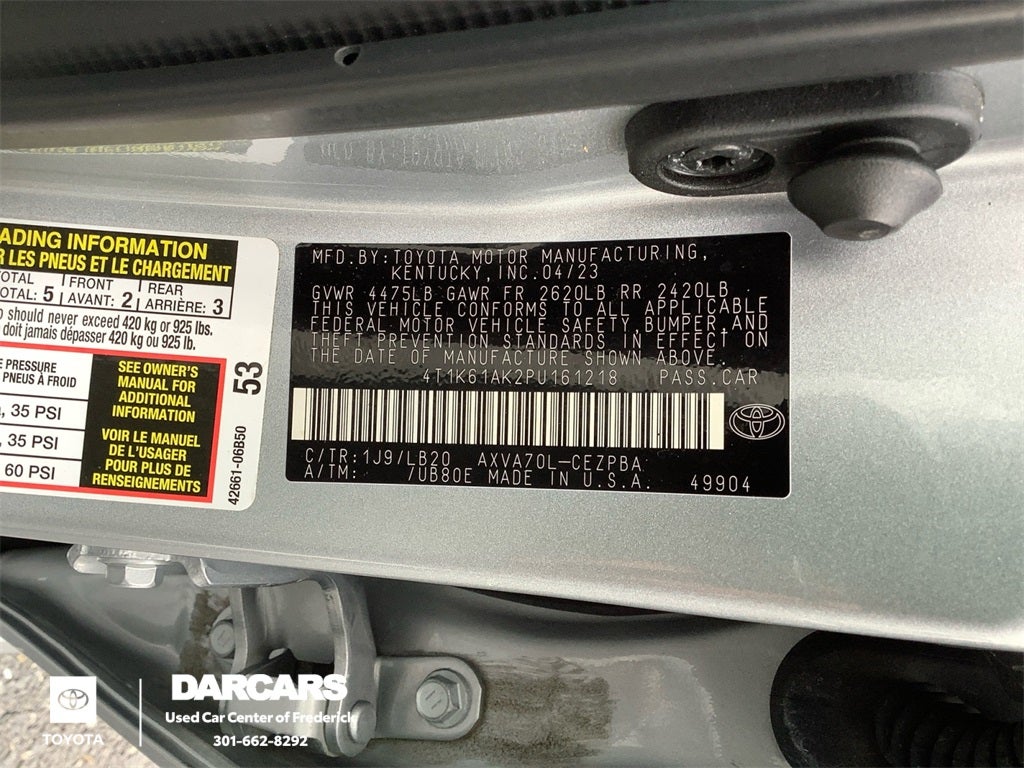 ADING INFORMATION
R LES PNEUS ET LE CHARGEMENT
OTAL FRONT REAR
OTAL: 5 AVANT: 2 ARRIÈRE: 3
o should never exceed 420 kg or 925 lbs.
doit jamais dépasser 420 kg ou 925 lb.
E PRESSURE
PNEUS À FROID
, 35 PSI
, 35 PSI
60 PSI
SEE OWNER'S
MANUAL FOR
ADDITIONAL
INFORMATION
VOIR LE MANUEL
DE L'USAGER
POUR PLUS DE
RENSEIGNEMENTS
53
42661-06B50
MFD. BY: TOYOTA MOTOR MANUFACTURING,
KENTUCKY, INC. 04/23
GVWR 4475LB GAWR FR 2620LB RR 2420LB
THIS VEHICLE CONFORMS TO ALL APPLICABLE
FEDERAL MOTOR VEHICLE SAFETY, BUMPER, AND
THEFT PREVENTION STANDARDS IN EFFECT ON
THE DATE OF MANUFACTURE SHOWN ABOVE.
4T1K61AK2PU161218 PASS.CAR
C/TR: 1J9/LB20 AXVA70L-CEZPBA
A/TM: /UB80E MADE IN U.S.A. 49904
TOYOTA
DARCARS
Used Car Center of Frederick
301-662-8292